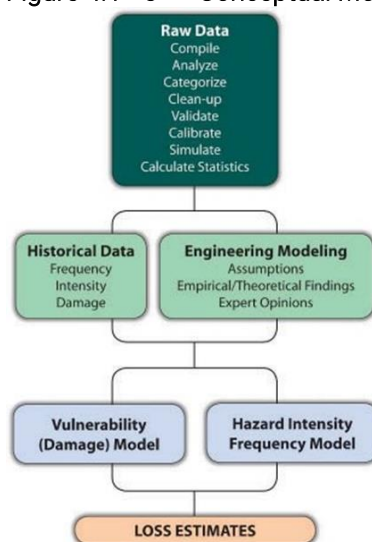 Raw Data
Compile
Analyze
Categorize
Clean-up
Validate
Calibrate
Simulate
Calculate Statistics
Historical Data
Frequency
Intensity
Damage
Engineering Modeling
Assumptions
Empirical/Theoretical Findings
Expert Opinions
Vulnerability
(Damage) Model
Hazard Intensity
Frequency Model
LOSS ESTIMATES